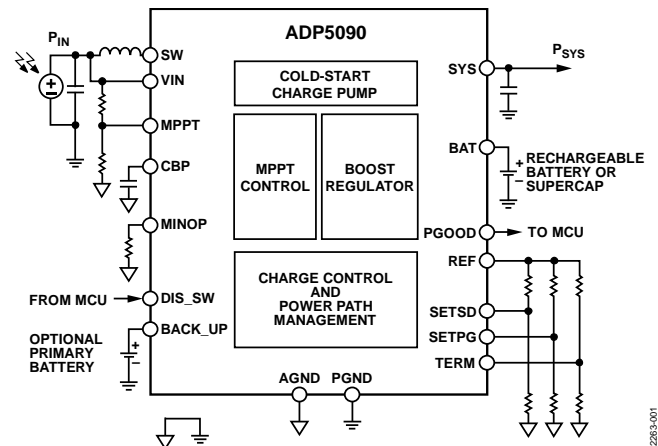 ADP5090
PIN
SW
VIN
MPPT
CBP
MINOP
FROM MCU
DIS_SW
BACK_UP
OPTIONAL
PRIMARY
BATTERY
+
–
COLD-START
CHARGE PUMP
MPPT
CONTROL
BOOST
REGULATOR
CHARGE CONTROL
AND
POWER PATH
MANAGEMENT
SYS
PSYS
BAT
+
–
RECHARGEABLE
BATTERY OR
SUPERCAP
PGOOD
TO MCU
REF
SETSD
SETPG
TERM
AGND
PGND
2263-001